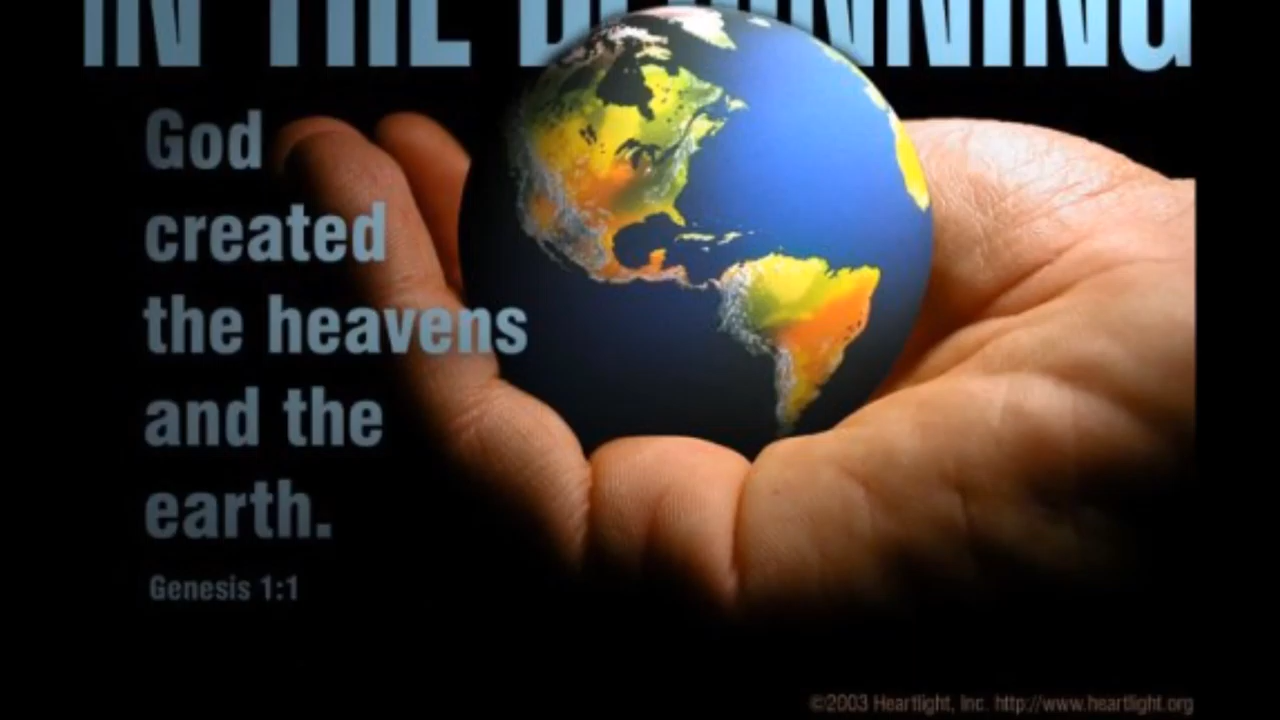 IN THE BEGINNING
God
created
the heavens
and the
earth.
Genesis 1:1
©2003 Heartlight, Inc. http://www.heartlight.org